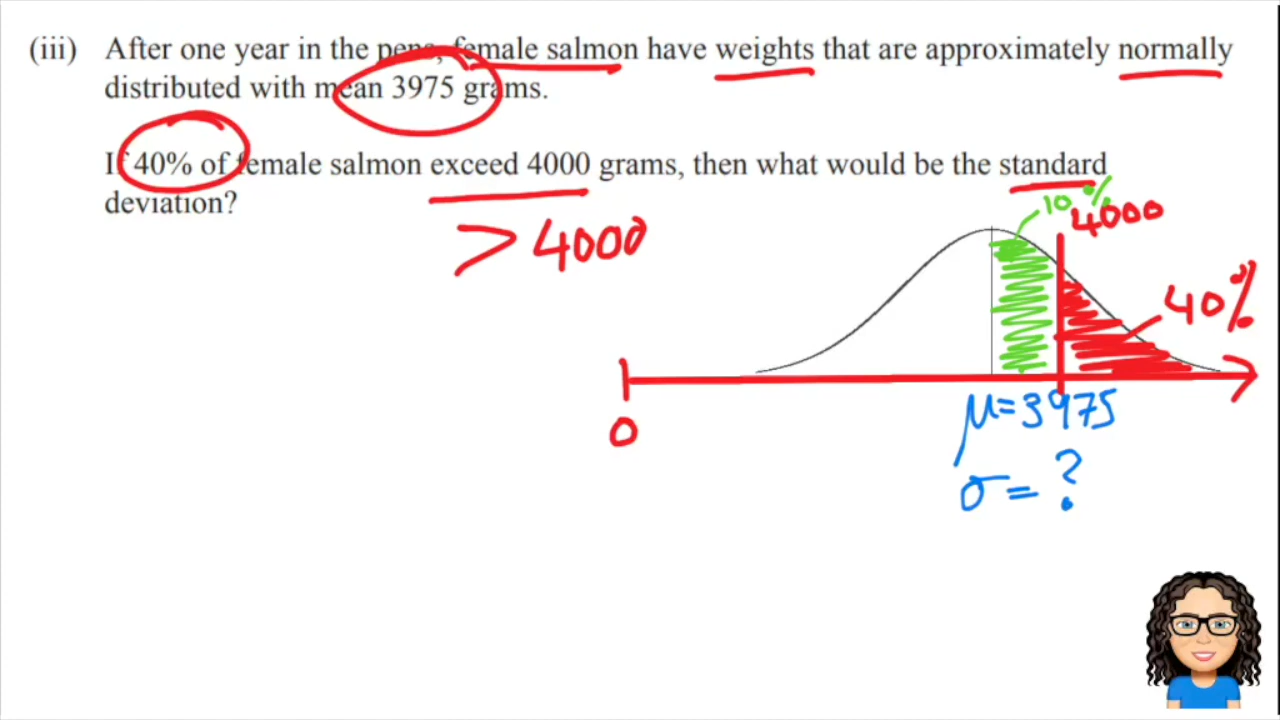 (iii) After one year in the pens, female salmon have weights that are approximately normally
distributed with mean 3975 grams.
If 40% of female salmon exceed 4000 grams, then what would be the standard
deviation?
10%
4000
> 4000
40%
0
μ = 3975
σ = ?